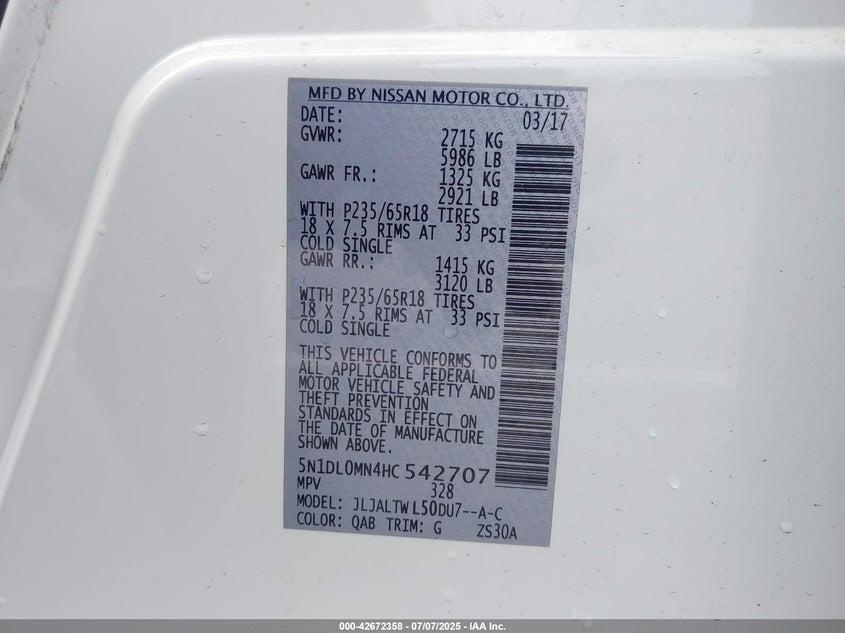 MFD BY NISSAN MOTOR CO., LTD.
DATE: 03/17
GVWR: 2715 KG
5986 LB
GAWR FR.: 1325 KG
2921 LB
WITH P235/65R18 TIRES
18 X 7.5 RIMS AT 33 PSI
COLD SINGLE
GAWR RR.: 1415 KG
3120 LB
WITH P235/65R18 TIRES
18 X 7.5 RIMS AT 33 PSI
COLD SINGLE
THIS VEHICLE CONFORMS TO
ALL APPLICABLE FEDERAL
MOTOR VEHICLE SAFETY AND
THEFT PREVENTION
STANDARDS IN EFFECT ON
THE DATE OF MANUFACTURE
SHOWN ABOVE.
5N1DL0MN4HC 542707
MPV 328
MODEL: JLJALTWL50DU7--A-C
COLOR: QAB TRIM: G ZS30A
000-42672358 - 07/07/2025 - IAA Inc.